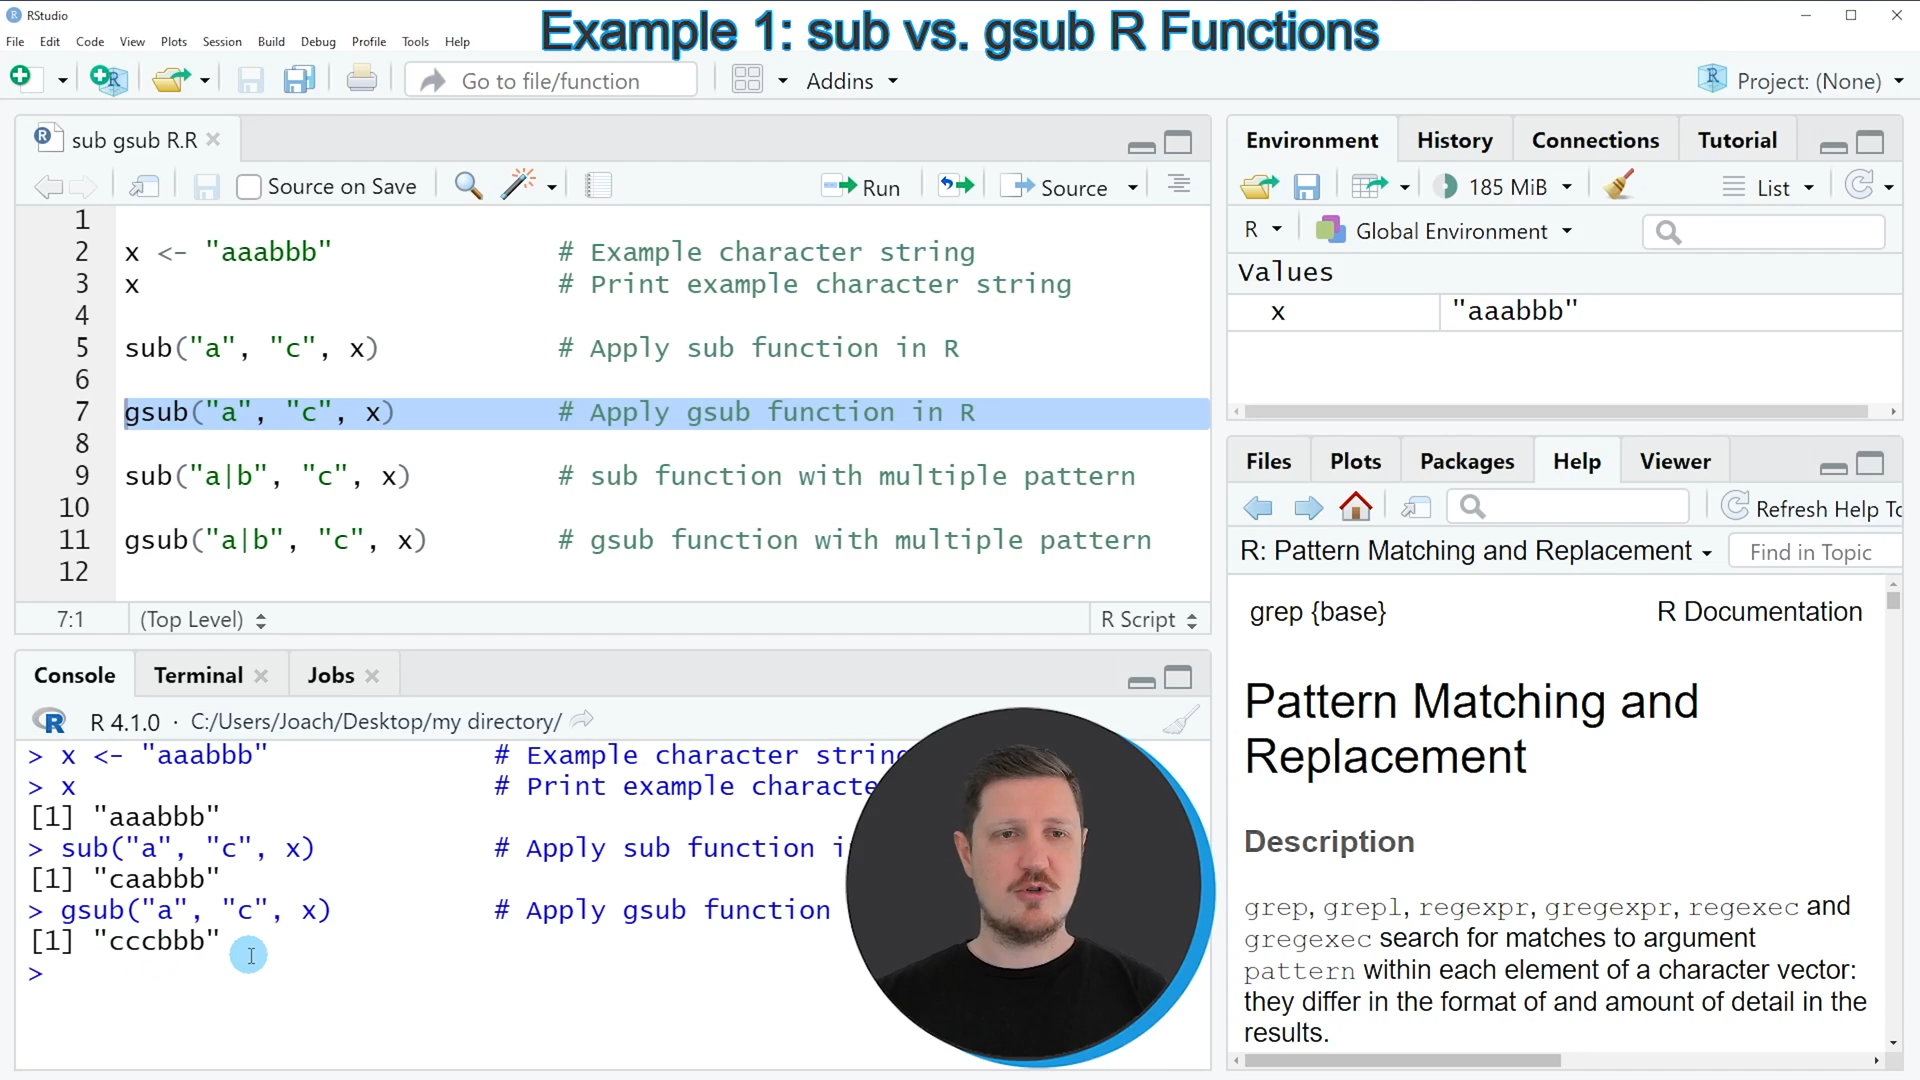 RStudio
Example 1: sub vs. gsub R Functions
File Edit Code View Plots Session Build Debug Profile Tools Help
Go to file/function
Addins
Project: (None)
sub gsub R.R
Source on Save
Run
Source
1
2 x <- "aaabbb" # Example character string
3 x # Print example character string
4
5 sub("a", "c", x) # Apply sub function in R
6
7 gsub("a", "c", x) # Apply gsub function in R
8
9 sub("a|b", "c", x) # sub function with multiple pattern
10
11 gsub("a|b", "c", x) # gsub function with multiple pattern
12
7:1 (Top Level) R Script
Console Terminal Jobs
R 4.1.0 · C:/Users/Joach/Desktop/my directory/
> x <- "aaabbb" # Example character string
> x # Print example characte
[1] "aaabbb"
> sub("a", "c", x) # Apply sub function i
[1] "caabbb"
> gsub("a", "c", x) # Apply gsub function
[1] "cccbbb"
>
Environment History Connections Tutorial
185 MiB List
R Global Environment
Values
x "aaabbb"
Files Plots Packages Help Viewer
Refresh Help To
R: Pattern Matching and Replacement Find in Topic
grep {base} R Documentation
Pattern Matching and
Replacement
Description
grep, grepl, regexpr, gregexpr, regexec and
gregexec search for matches to argument
pattern within each element of a character vector:
they differ in the format of and amount of detail in the
results.